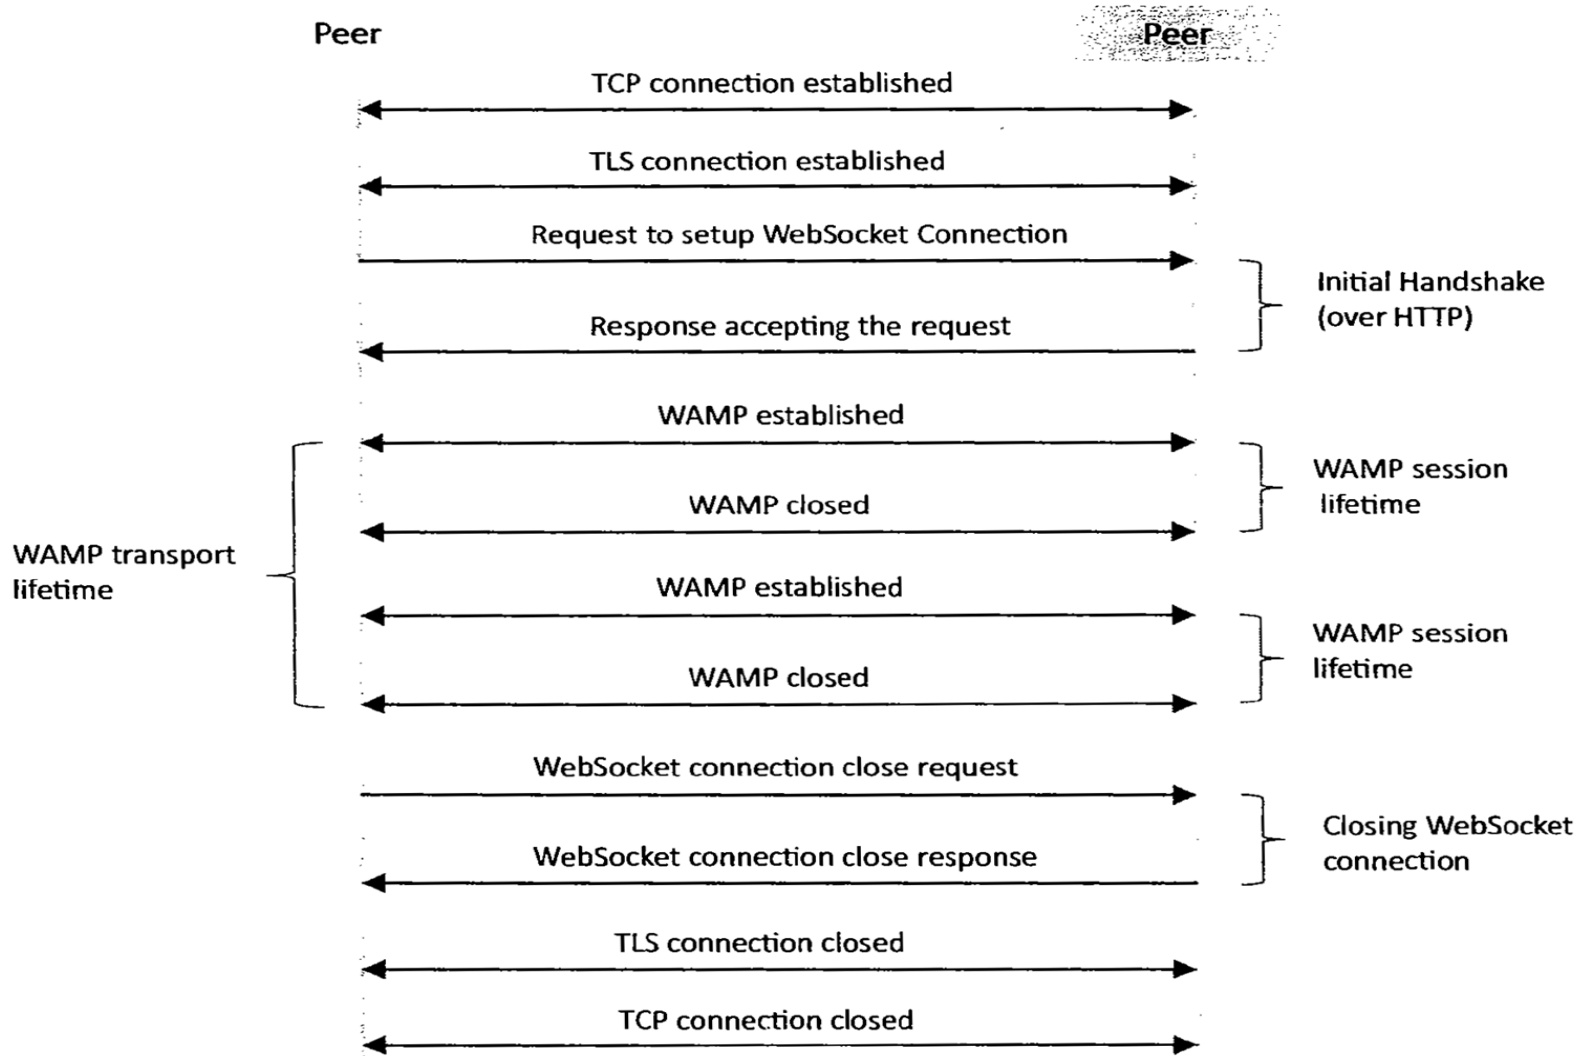 Peer
Peer
TCP connection established
TLS connection established
Request to setup WebSocket Connection
Initial Handshake
(over HTTP)
Response accepting the request
WAMP established
WAMP session
lifetime
WAMP closed
WAMP transport
lifetime
WAMP established
WAMP session
lifetime
WAMP closed
WebSocket connection close request
Closing WebSocket
connection
WebSocket connection close response
TLS connection closed
TCP connection closed